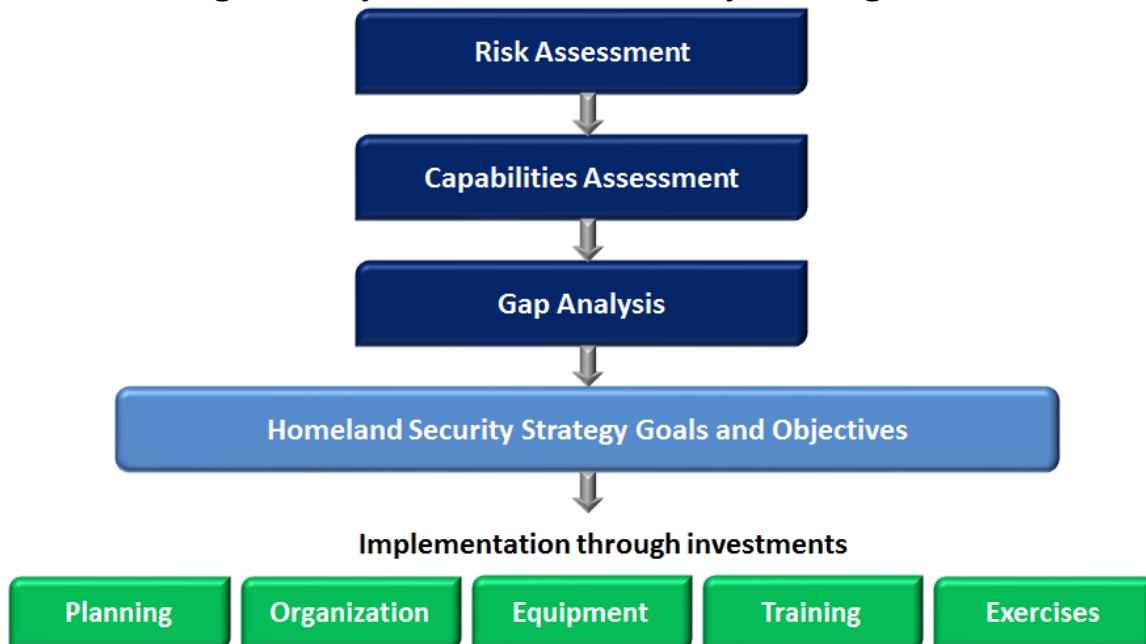 Risk Assessment
Capabilities Assessment
Gap Analysis
Homeland Security Strategy Goals and Objectives
Implementation through investments
Planning Organization Equipment Training Exercises